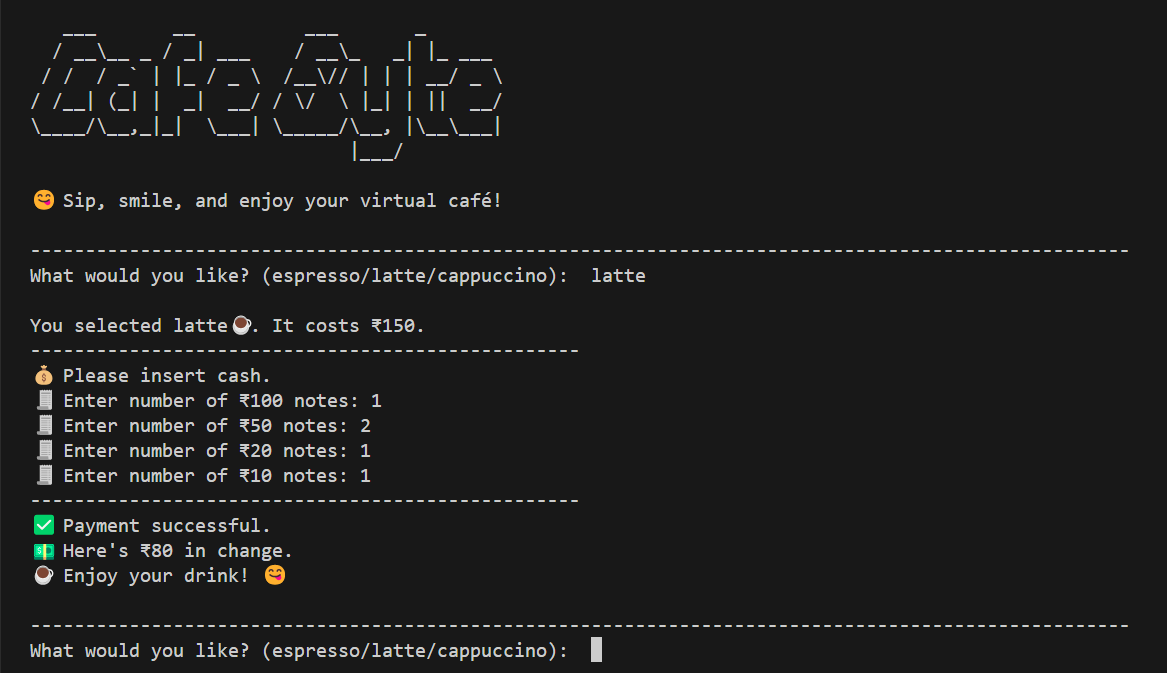 Cafe Byte
😋 Sip, smile, and enjoy your virtual café!
----------------------------------------------------------------------------------------------------
What would you like? (espresso/latte/cappuccino):  latte
You selected latte☕. It costs ₹150.
--------------------------------------------------
💰 Please insert cash.
🧾 Enter number of ₹100 notes: 1
🧾 Enter number of ₹50 notes: 2
🧾 Enter number of ₹20 notes: 1
🧾 Enter number of ₹10 notes: 1
--------------------------------------------------
✅ Payment successful.
💵 Here's ₹80 in change.
☕ Enjoy your drink! 😋
----------------------------------------------------------------------------------------------------
What would you like? (espresso/latte/cappuccino):